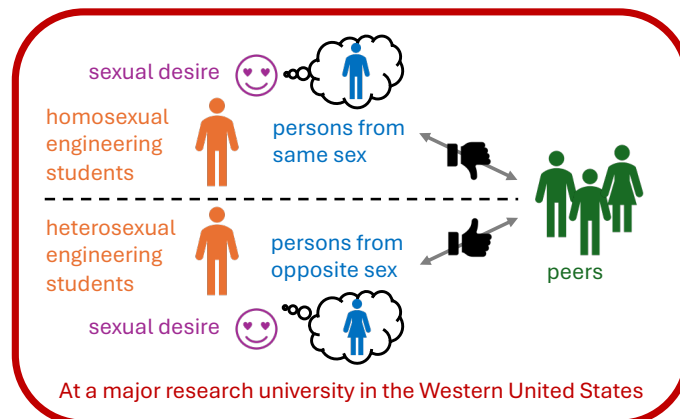 sexual desire
homosexual
engineering
students
persons from
same sex
heterosexual
engineering
students
persons from
opposite sex
peers
sexual desire
At a major research university in the Western United States